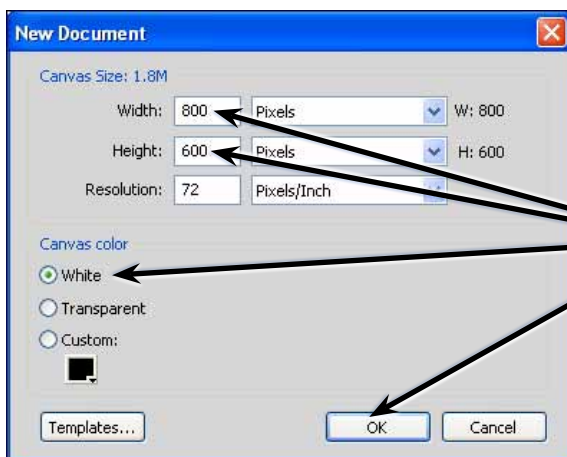 New Document
Canvas Size: 1.8M
Width: 800 Pixels W: 800
Height: 600 Pixels H: 600
Resolution: 72 Pixels/Inch
Canvas color
White
Transparent
Custom:
Templates... OK Cancel